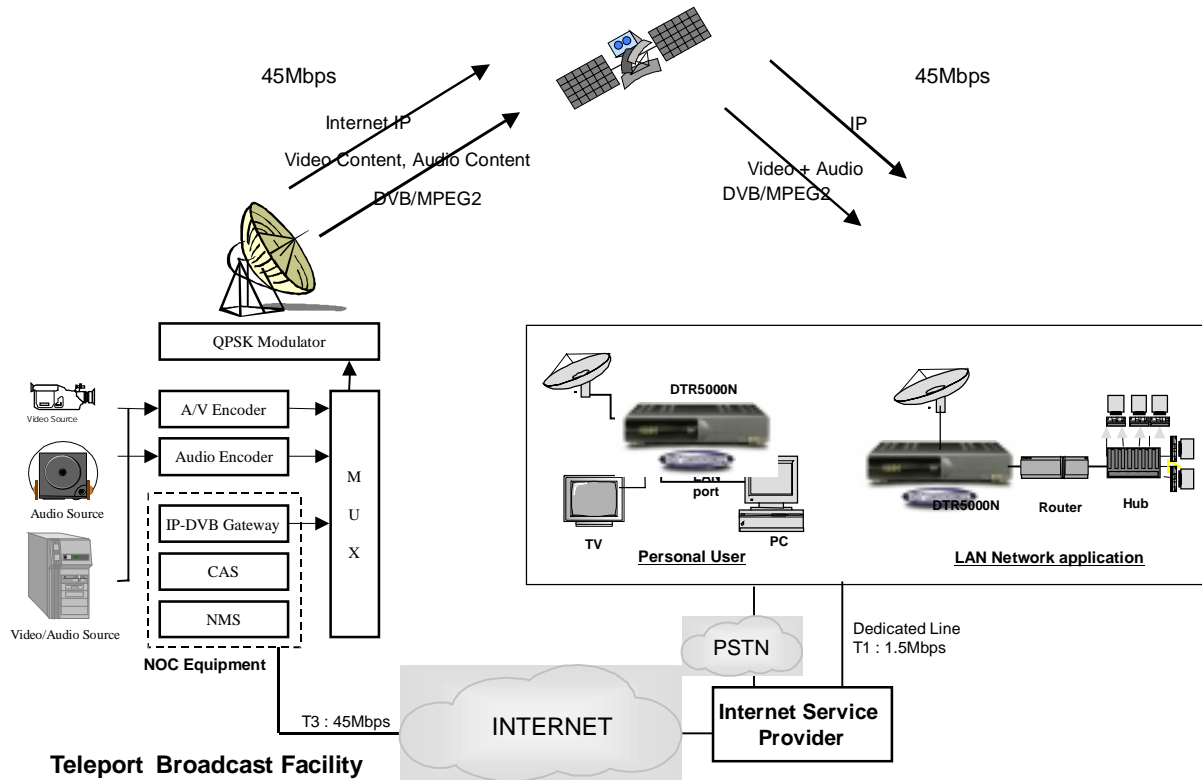 45Mbps
45Mbps
Internet IP
IP
Video Content, Audio Content
Video + Audio
DVB/MPEG2
DVB/MPEG2
QPSK Modulator
Video Source
A/V Encoder
Audio Encoder
Audio Source
IP-DVB Gateway
CAS
NMS
Video/Audio Source
NOC Equipment
M
U
X
DTR5000N
LAN
port
TV
PC
Personal User
DTR5000N
Router
Hub
LAN Network application
PSTN
Dedicated Line
T1 : 1.5Mbps
T3 : 45Mbps
INTERNET
Internet Service
Provider
Teleport Broadcast Facility